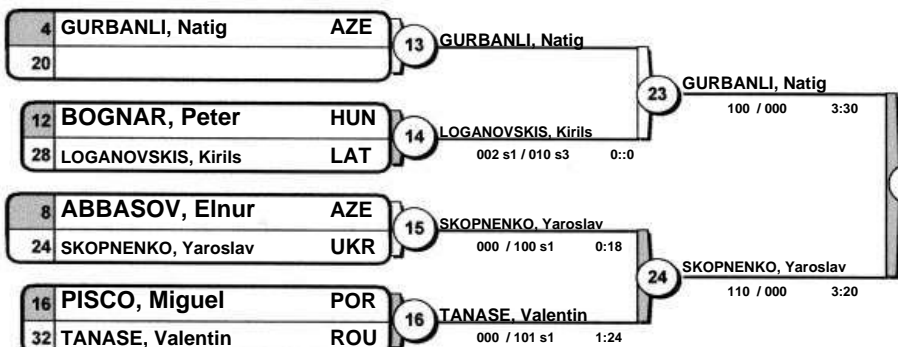 4 GURBANLI, Natig AZE
20
13
GURBANLI, Natig
12 BOGNAR, Peter HUN
28 LOGANOVSKIS, Kirils LAT
14
LOGANOVSKIS, Kirils
002 s1 / 010 s3 0::0
23
GURBANLI, Natig
100 / 000 3:30
8 ABBASOV, Elnur AZE
24 SKOPNENKO, Yaroslav UKR
15
SKOPNENKO, Yaroslav
000 / 100 s1 0:18
16 PISCO, Miguel POR
32 TANASE, Valentin ROU
16
TANASE, Valentin
000 / 101 s1 1:24
24
SKOPNENKO, Yaroslav
110 / 000 3:20